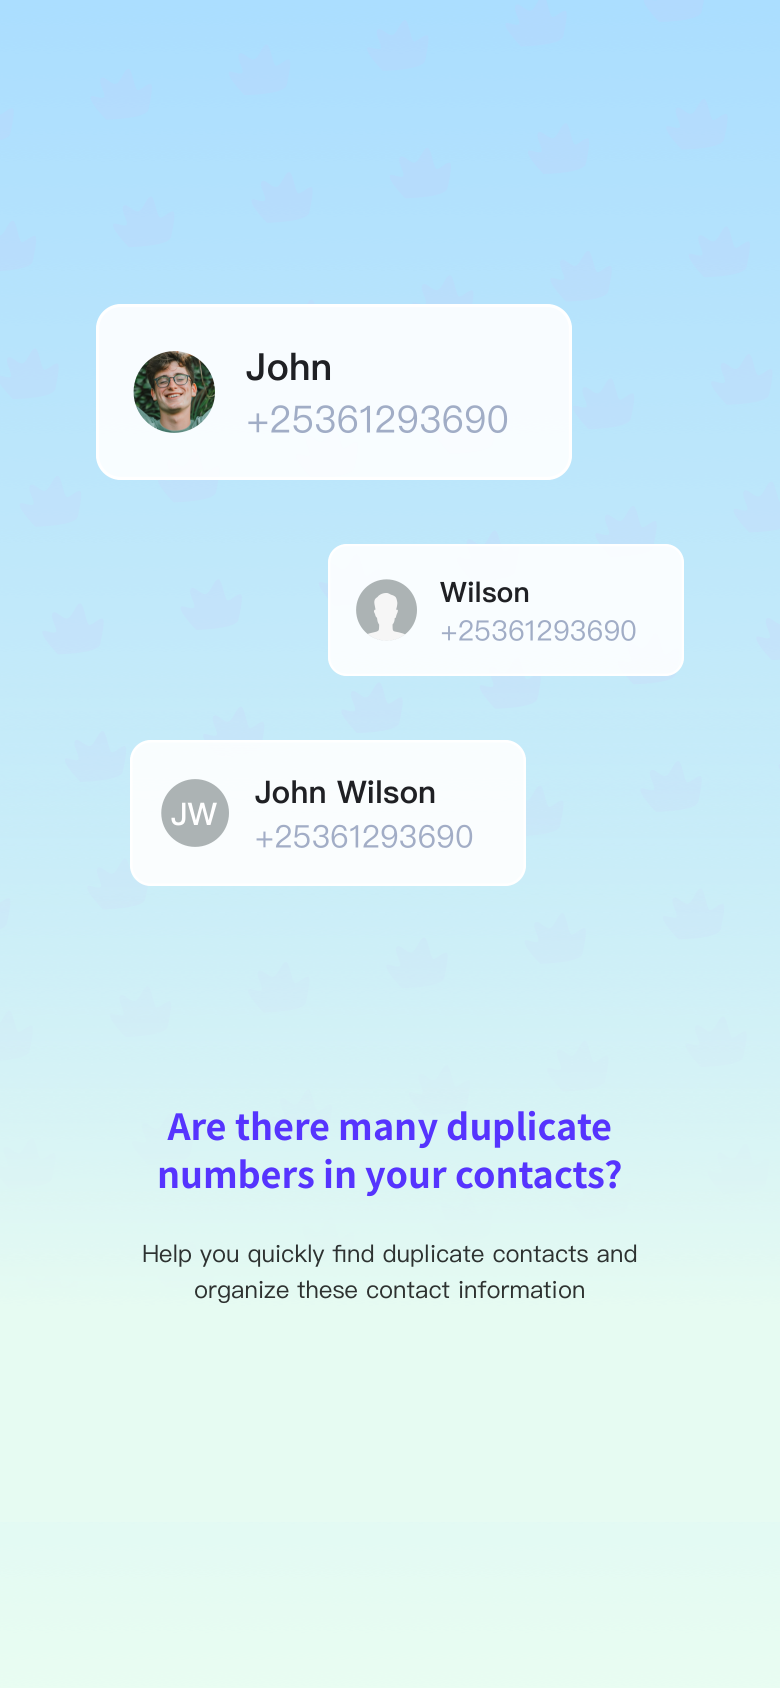 John
+25361293690
Wilson
+25361293690
JW
John Wilson
+25361293690
Are there many duplicate
numbers in your contacts?
Help you quickly find duplicate contacts and
organize these contact information